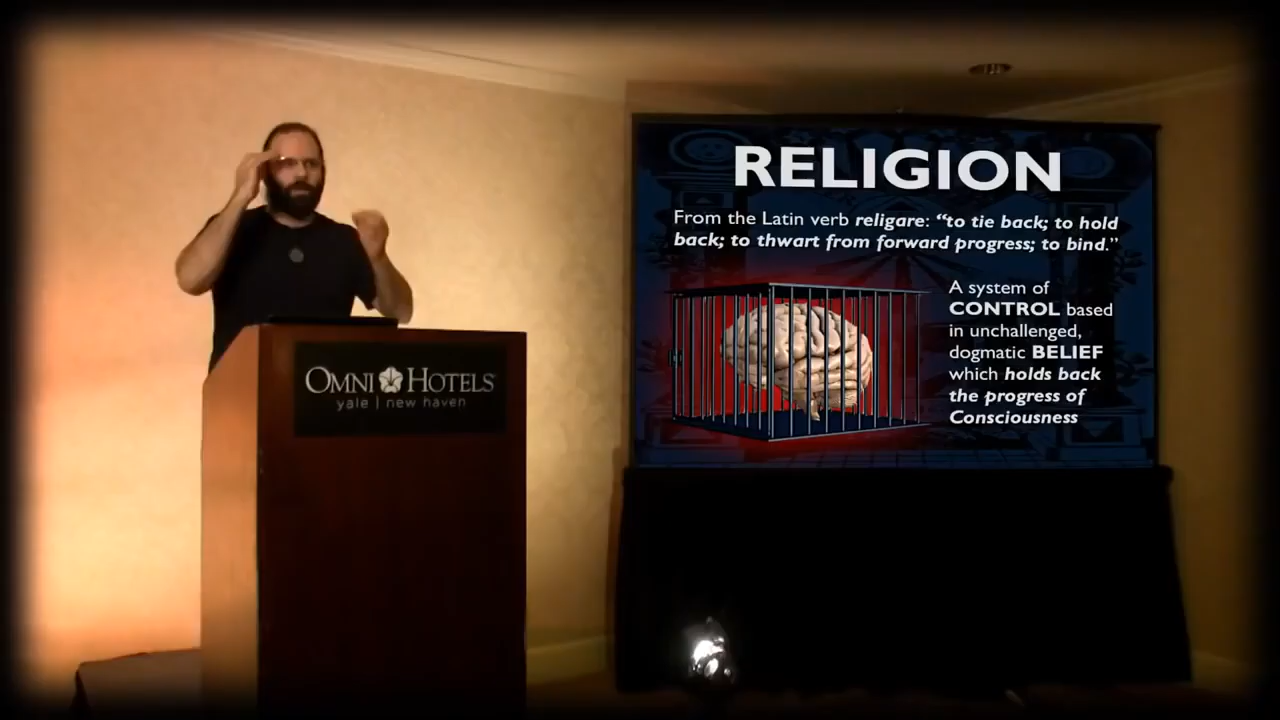 RELIGION
From the Latin verb religare: “to tie back; to hold
back; to thwart from forward progress; to bind.”
A system of
CONTROL based
in unchallenged,
dogmatic BELIEF
which holds back
the progress of
Consciousness
OMNI HOTELS
yale | new haven